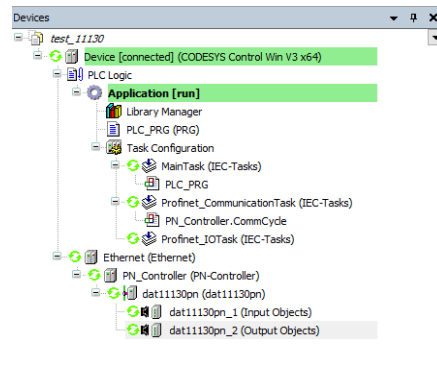 Devices
test_11130
Device [connected] (CODESYS Control Win V3 x64)
PLC Logic
Application [run]
Library Manager
PLC_PRG (PRG)
Task Configuration
MainTask (IEC-Tasks)
PLC_PRG
Profinet_CommunicationTask (IEC-Tasks)
PN_Controller.CommCycle
Profinet_IOTask (IEC-Tasks)
Ethernet (Ethernet)
PN_Controller (PN-Controller)
dat11130pn (dat11130pn)
dat11130pn_1 (Input Objects)
dat11130pn_2 (Output Objects)